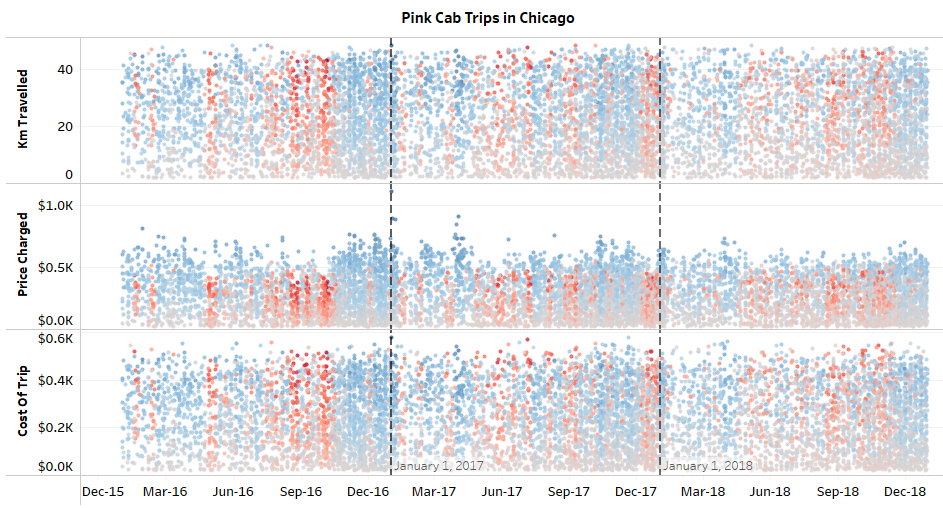 Pink Cab Trips in Chicago
Km Travelled
40
20
0
Price Charged
$1.0K
$0.5K
$0.0K
Cost Of Trip
$0.6K
$0.4K
$0.2K
$0.0K
January 1, 2017
January 1, 2018
Dec-15 Mar-16 Jun-16 Sep-16 Dec-16 Mar-17 Jun-17 Sep-17 Dec-17 Mar-18 Jun-18 Sep-18 Dec-18